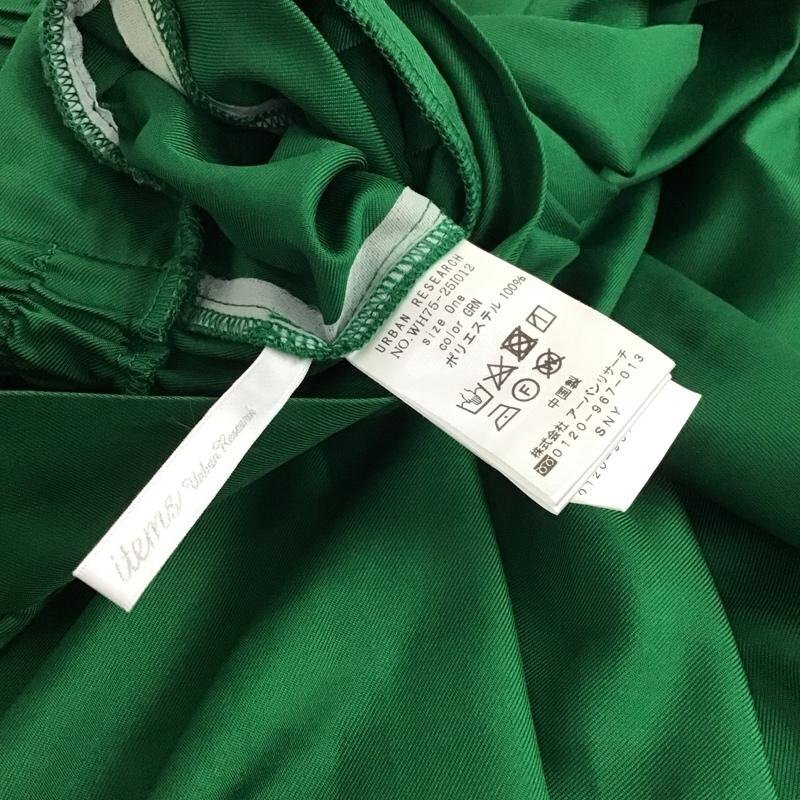 URBAN RESEARCH
NO.WH75-25I012
size One
color GRN
ポリエステル 100%
F
中国製
株式会社 アーバンリサーチ
0120-967-013
SNY
items/ Urban Research